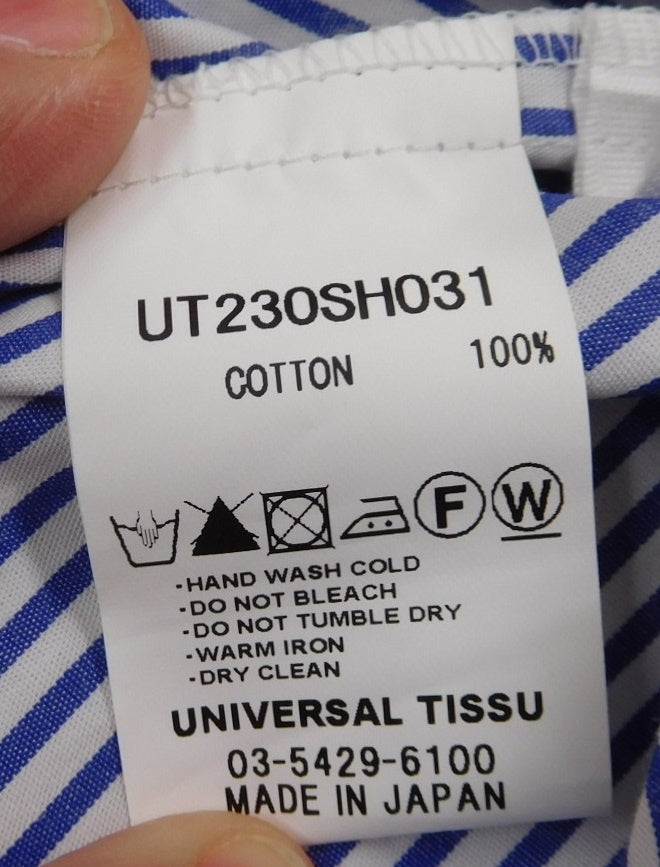 UT230SH031
COTTON 100%
F W
-HAND WASH COLD
-DO NOT BLEACH
-DO NOT TUMBLE DRY
-WARM IRON
-DRY CLEAN
UNIVERSAL TISSU
03-5429-6100
MADE IN JAPAN